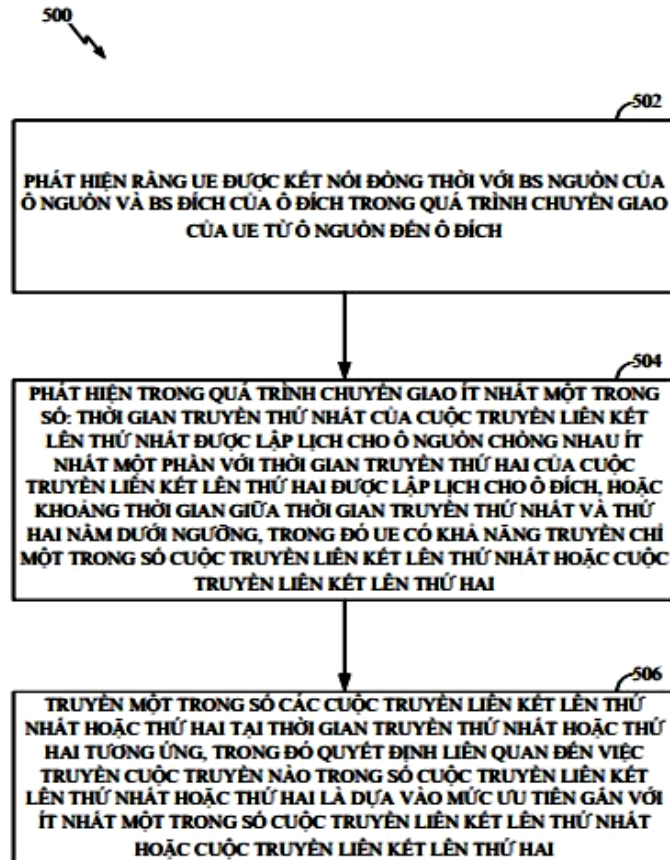 500
502
PHÁT HIỆN RẰNG UE ĐƯỢC KẾT NỐI ĐỒNG THỜI VỚI BS NGUỒN CỦA
Ô NGUỒN VÀ BS ĐÍCH CỦA Ô ĐÍCH TRONG QUÁ TRÌNH CHUYỂN GIAO
CỦA UE TỪ Ô NGUỒN ĐẾN Ô ĐÍCH
504
PHÁT HIỆN TRONG QUÁ TRÌNH CHUYỂN GIAO ÍT NHẤT MỘT TRONG
SỐ: THỜI GIAN TRUYỀN THỨ NHẤT CỦA CUỘC TRUYỀN LIÊN KẾT
LÊN THỨ NHẤT ĐƯỢC LẬP LỊCH CHO Ô NGUỒN CHỒNG NHAU ÍT
NHẤT MỘT PHẦN VỚI THỜI GIAN TRUYỀN THỨ HAI CỦA CUỘC
TRUYỀN LIÊN KẾT LÊN THỨ HAI ĐƯỢC LẬP LỊCH CHO Ô ĐÍCH, HOẶC
KHOẢNG THỜI GIAN GIỮA THỜI GIAN TRUYỀN THỨ NHẤT VÀ THỨ
HAI NẰM DƯỚI NGƯỠNG, TRONG ĐÓ UE CÓ KHẢ NĂNG TRUYỀN CHỈ
MỘT TRONG SỐ CUỘC TRUYỀN LIÊN KẾT LÊN THỨ NHẤT HOẶC CUỘC
TRUYỀN LIÊN KẾT LÊN THỨ HAI
506
TRUYỀN MỘT TRONG SỐ CÁC CUỘC TRUYỀN LIÊN KẾT LÊN THỨ
NHẤT HOẶC THỨ HAI TẠI THỜI GIAN TRUYỀN THỨ NHẤT HOẶC THỨ
HAI TƯƠNG ỨNG, TRONG ĐÓ QUYẾT ĐỊNH LIÊN QUAN ĐẾN VIỆC
TRUYỀN CUỘC TRUYỀN NÀO TRONG SỐ CUỘC TRUYỀN LIÊN KẾT
LÊN THỨ NHẤT HOẶC THỨ HAI LÀ DỰA VÀO MỨC ƯU TIÊN GẮN VỚI
ÍT NHẤT MỘT TRONG SỐ CUỘC TRUYỀN LIÊN KẾT LÊN THỨ NHẤT
HOẶC CUỘC TRUYỀN LIÊN KẾT LÊN THỨ HAI